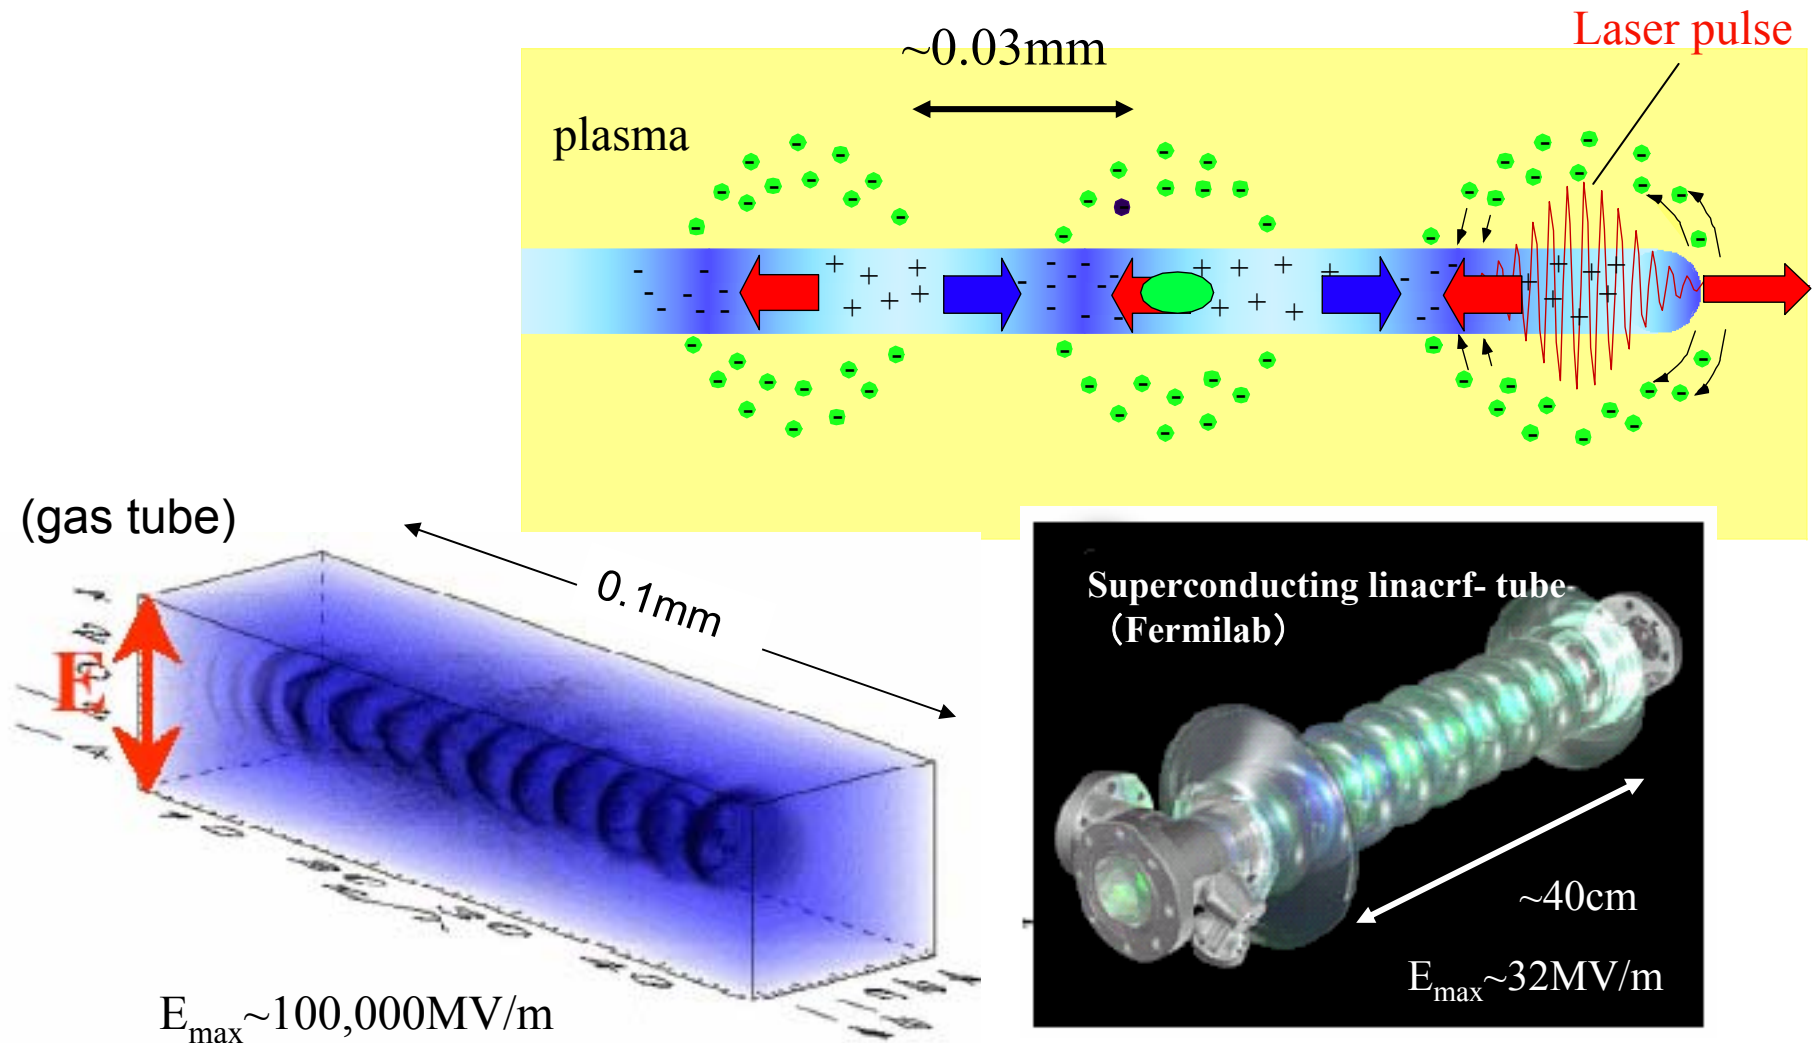 Laser pulse
~0.03mm
plasma
(gas tube)
0.1mm
E
Superconducting linacrf- tube
（Fermilab）
~40cm
Emax~32MV/m
Emax~100,000MV/m